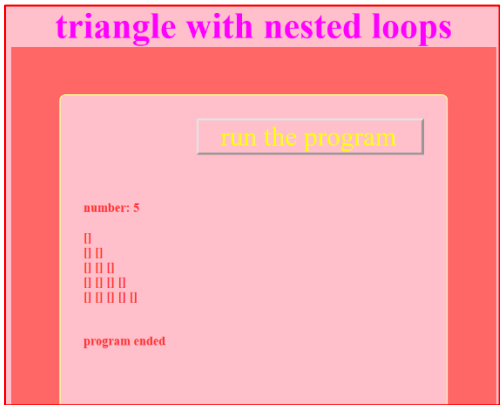 triangle with nested loops
run the program
number: 5
[]
[] []
[] [] []
[] [] [] []
[] [] [] [] []
program ended